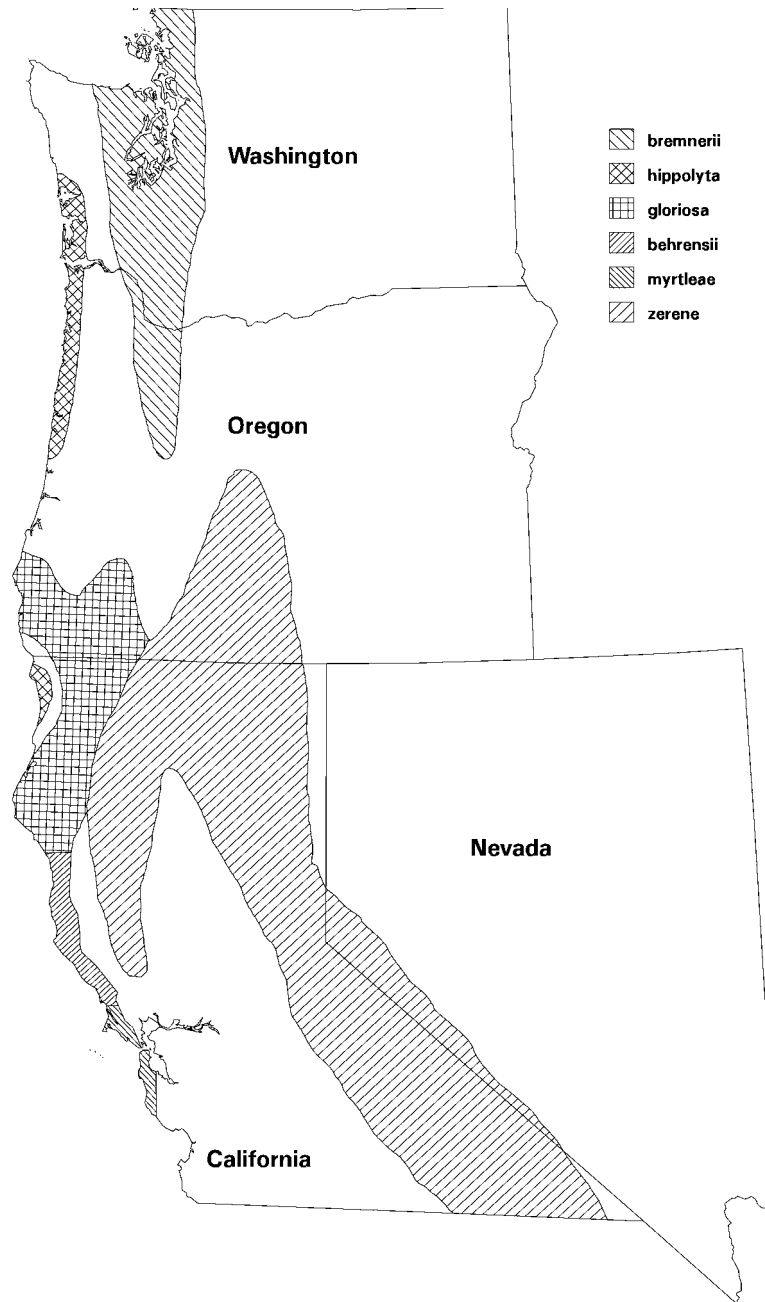 Washington
bremnerii
hippolyta
gloriosa
behrensii
myrtleae
zerene
Oregon
Nevada
California